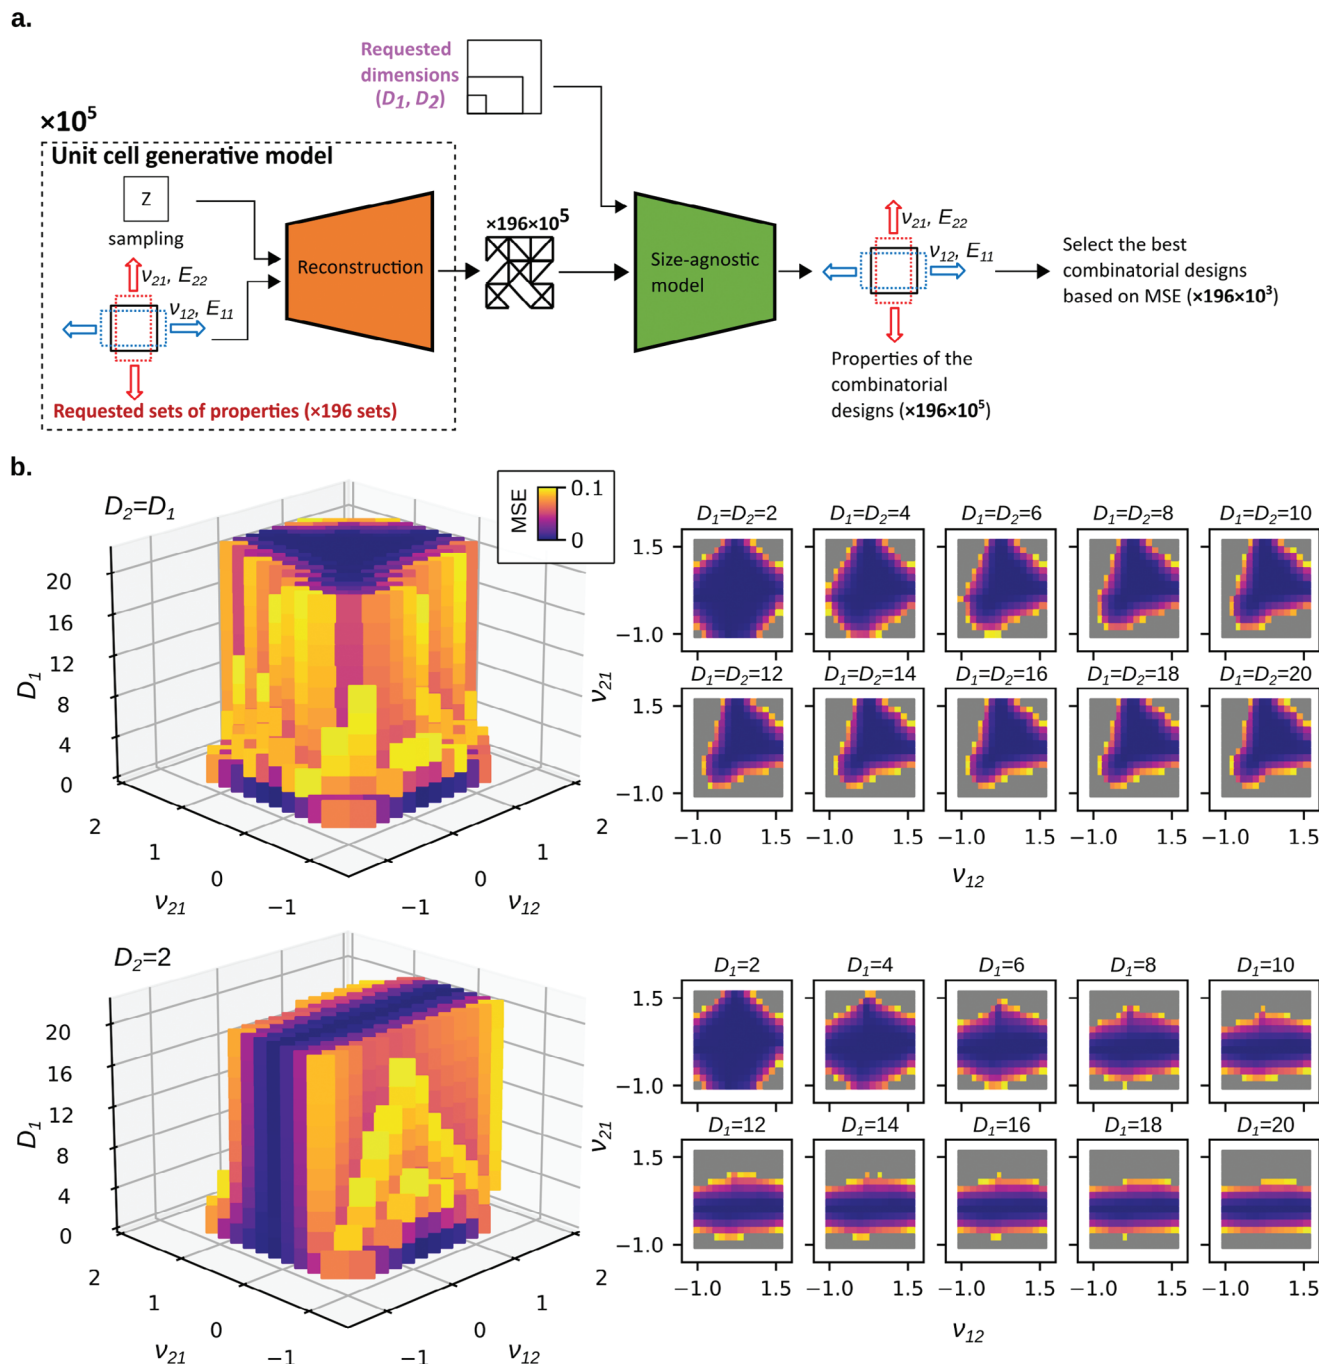 a.
Requested
dimensions
(D1, D2)
×10^5
Unit cell generative model
Z
sampling
ν21, E22
ν12, E11
Requested sets of properties (×196 sets)
Reconstruction
×196×10^5
Size-agnostic
model
ν21, E22
ν12, E11
Properties of the
combinatorial
designs (×196×10^5)
Select the best
combinatorial designs
based on MSE (×196×10^3)
b.
D2=D1
MSE
0.1
0
D1
20
16
12
8
4
0
2
1
0
−1
ν21
−1
0
1
2
ν12
D1=D2=2 D1=D2=4 D1=D2=6 D1=D2=8 D1=D2=10
1.5
−1.0
ν21
D1=D2=12 D1=D2=14 D1=D2=16 D1=D2=18 D1=D2=20
1.5
−1.0
−1.0 1.5 −1.0 1.5 −1.0 1.5 −1.0 1.5 −1.0 1.5
ν12
D2=2
D1
20
16
12
8
4
0
2
1
0
−1
ν21
−1
0
1
2
ν12
D1=2 D1=4 D1=6 D1=8 D1=10
1.5
−1.0
ν21
D1=12 D1=14 D1=16 D1=18 D1=20
1.5
−1.0
−1.0 1.5 −1.0 1.5 −1.0 1.5 −1.0 1.5 −1.0 1.5
ν12